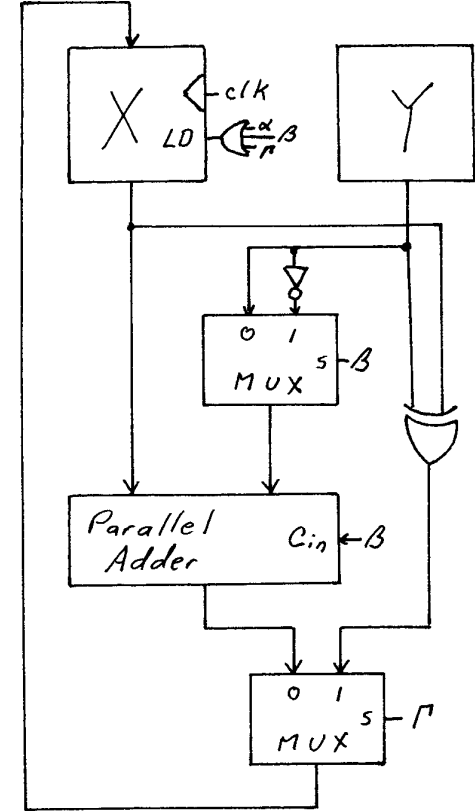 X
clk
LD
α
β
Γ
Y
0 1
S
β
MUX
Parallel
Adder
Cin
β
0 1
S
Γ
MUX